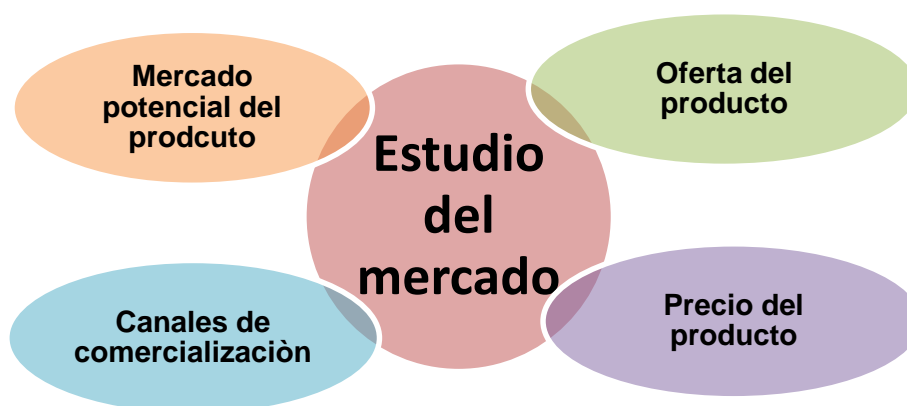 Mercado
potencial del
prodcuto
Oferta del
producto
Estudio
del
mercado
Canales de
comercializaciòn
Precio del
producto